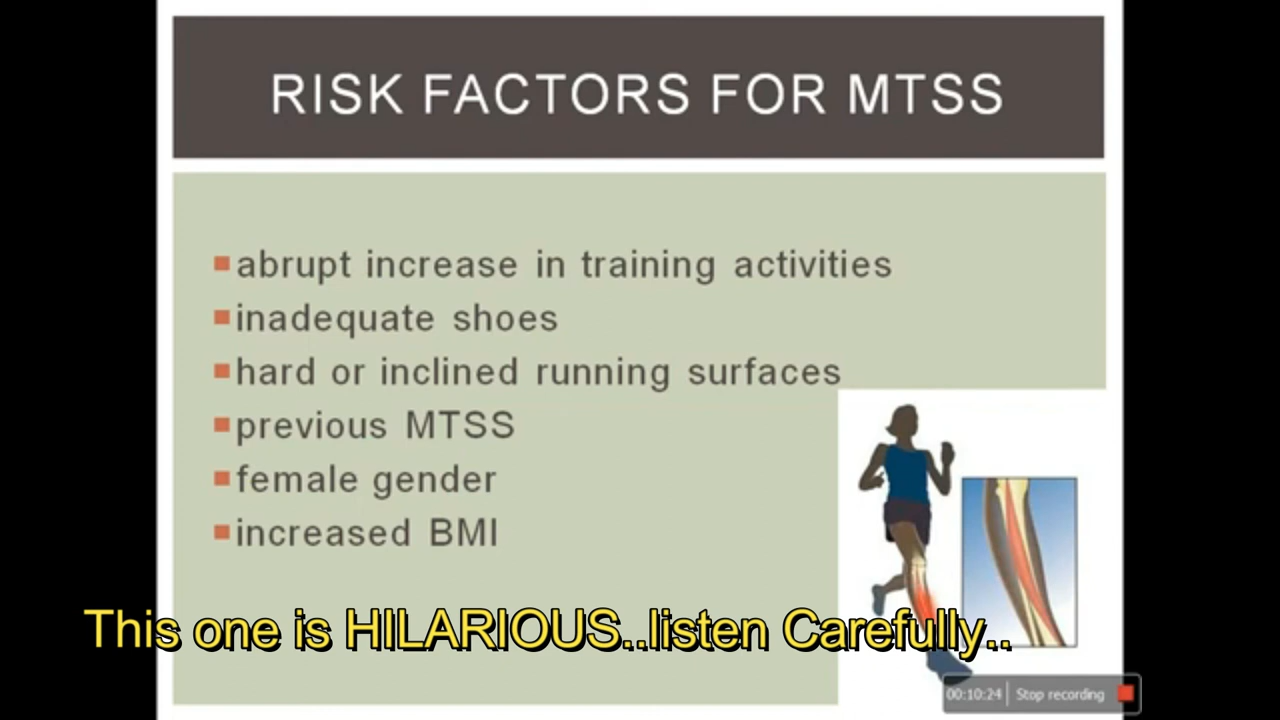 RISK FACTORS FOR MTSS
abrupt increase in training activities
inadequate shoes
hard or inclined running surfaces
previous MTSS
female gender
increased BMI
This one is HILARIOUS..listen Carefully..
00:10:24 Stop recording